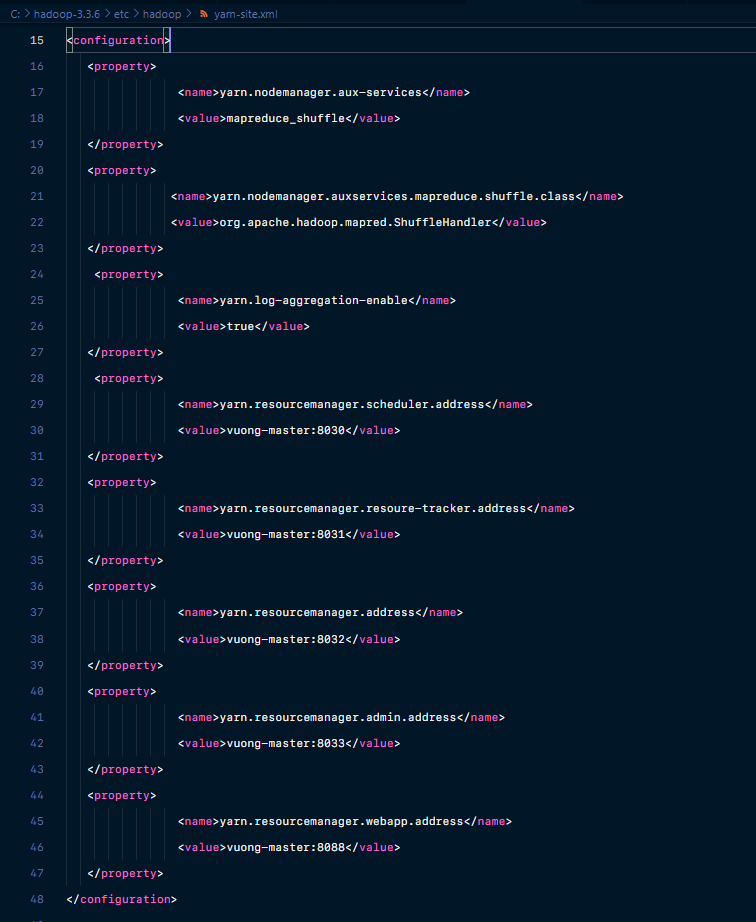 C: > hadoop-3.3.6 > etc > hadoop > yarn-site.xml
15 <configuration>
16 <property>
17 <name>yarn.nodemanager.aux-services</name>
18 <value>mapreduce_shuffle</value>
19 </property>
20 <property>
21 <name>yarn.nodemanager.auxservices.mapreduce.shuffle.class</name>
22 <value>org.apache.hadoop.mapred.ShuffleHandler</value>
23 </property>
24 <property>
25 <name>yarn.log-aggregation-enable</name>
26 <value>true</value>
27 </property>
28 <property>
29 <name>yarn.resourcemanager.scheduler.address</name>
30 <value>vuong-master:8030</value>
31 </property>
32 <property>
33 <name>yarn.resourcemanager.resoure-tracker.address</name>
34 <value>vuong-master:8031</value>
35 </property>
36 <property>
37 <name>yarn.resourcemanager.address</name>
38 <value>vuong-master:8032</value>
39 </property>
40 <property>
41 <name>yarn.resourcemanager.admin.address</name>
42 <value>vuong-master:8033</value>
43 </property>
44 <property>
45 <name>yarn.resourcemanager.webapp.address</name>
46 <value>vuong-master:8088</value>
47 </property>
48 </configuration>